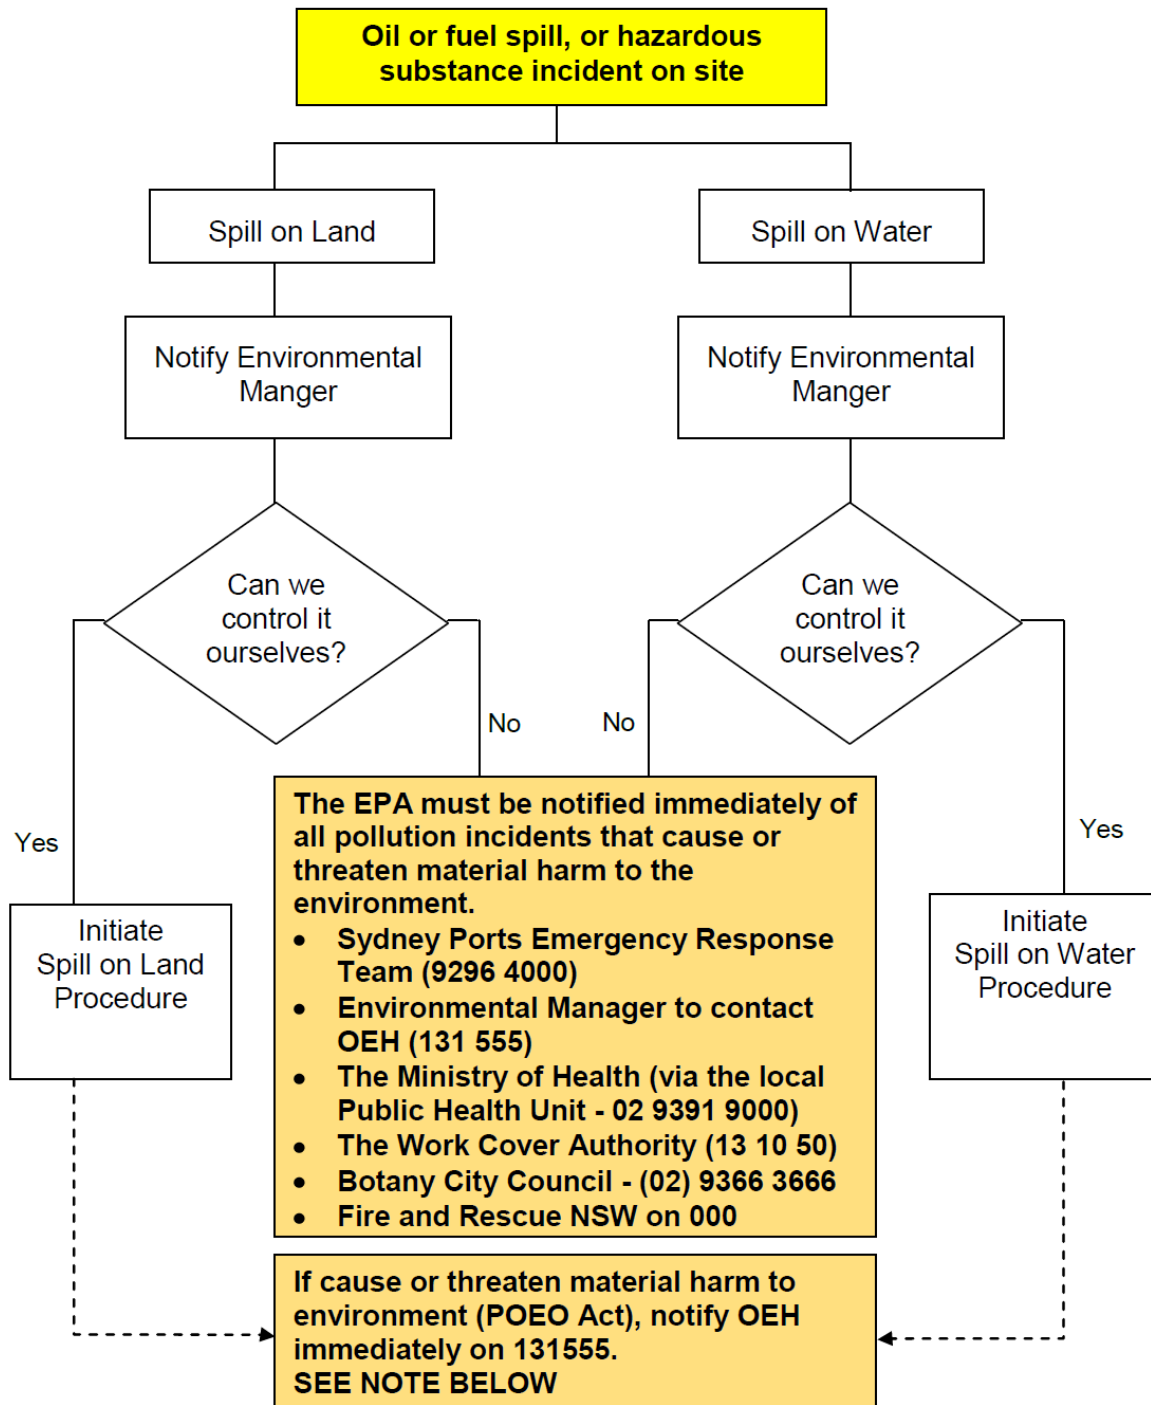 Oil or fuel spill, or hazardous
substance incident on site
Spill on Land
Spill on Water
Notify Environmental
Manger
Notify Environmental
Manger
Can we
control it
ourselves?
Can we
control it
ourselves?
No
No
Yes
Yes
The EPA must be notified immediately of
all pollution incidents that cause or
threaten material harm to the
environment.
• Sydney Ports Emergency Response
Team (9296 4000)
• Environmental Manager to contact
OEH (131 555)
• The Ministry of Health (via the local
Public Health Unit - 02 9391 9000)
• The Work Cover Authority (13 10 50)
• Botany City Council - (02) 9366 3666
• Fire and Rescue NSW on 000
Initiate
Spill on Land
Procedure
Initiate
Spill on Water
Procedure
If cause or threaten material harm to
environment (POEO Act), notify OEH
immediately on 131555.
SEE NOTE BELOW